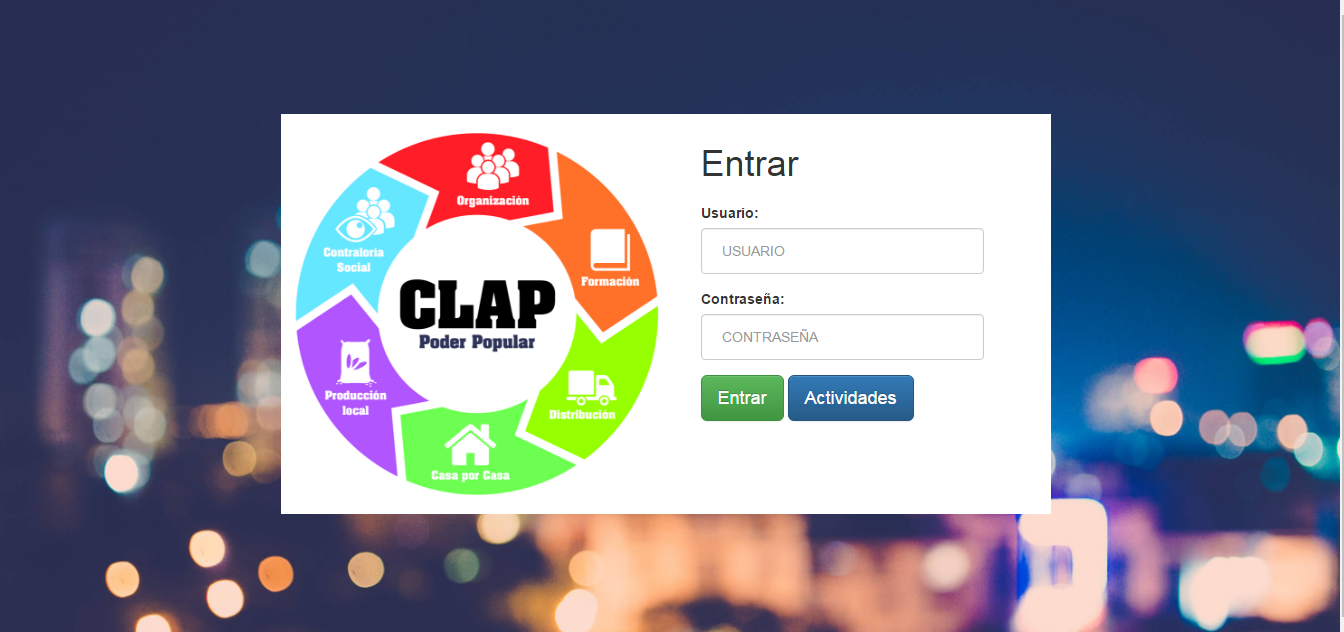 Organización
Formación
Distribución
Casa por Casa
Producción
local
Contraloría
Social
CLAP
Poder Popular
Entrar
Usuario:
USUARIO
Contraseña:
CONTRASEÑA
Entrar
Actividades